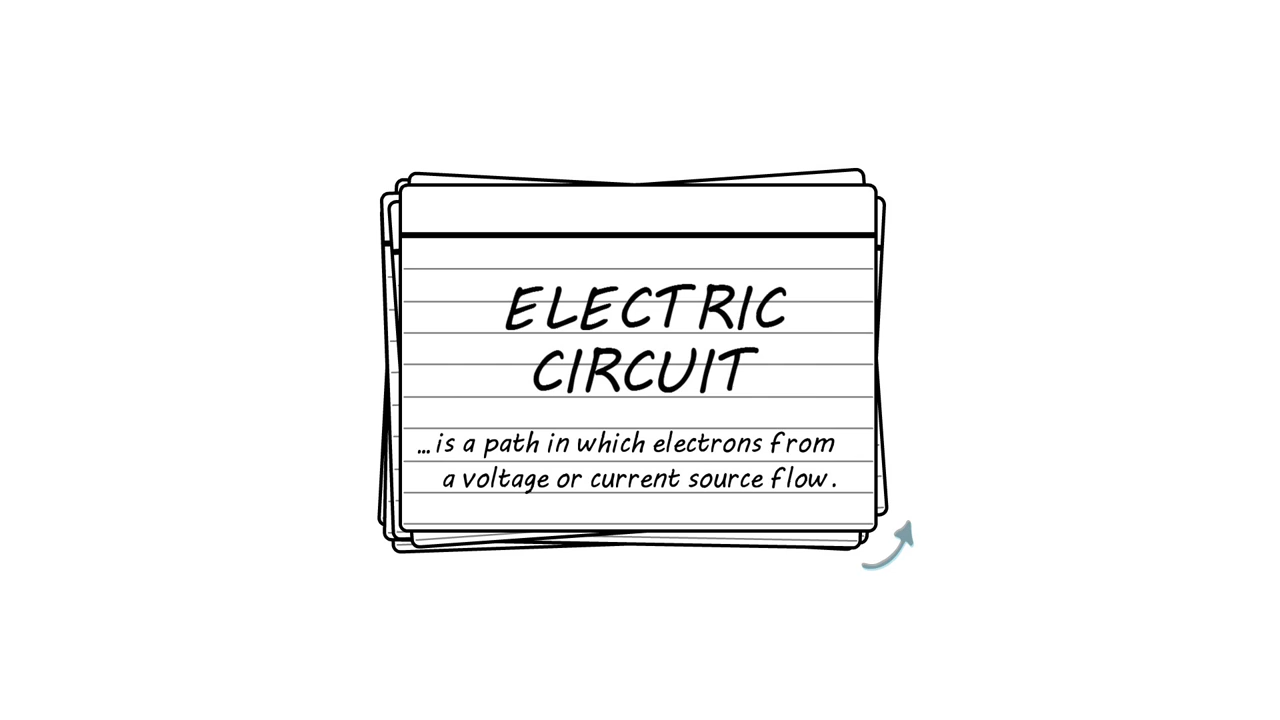 ELECTRIC
CIRCUIT
... is a path in which electrons from
a voltage or current source flow.